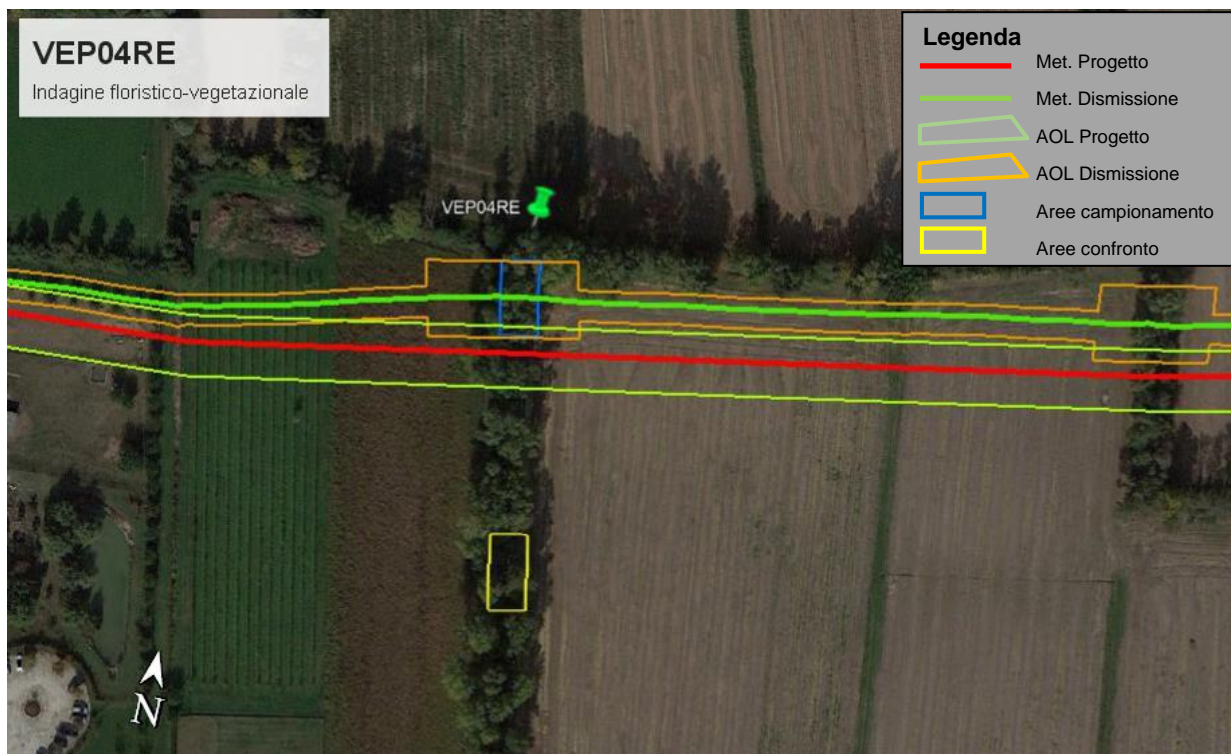 VEP04RE
Indagine floristico-vegetazionale
Legenda
Met. Progetto
Met. Dismissione
AOL Progetto
AOL Dismissione
Aree campionamento
Aree confronto
VEP04RE
N